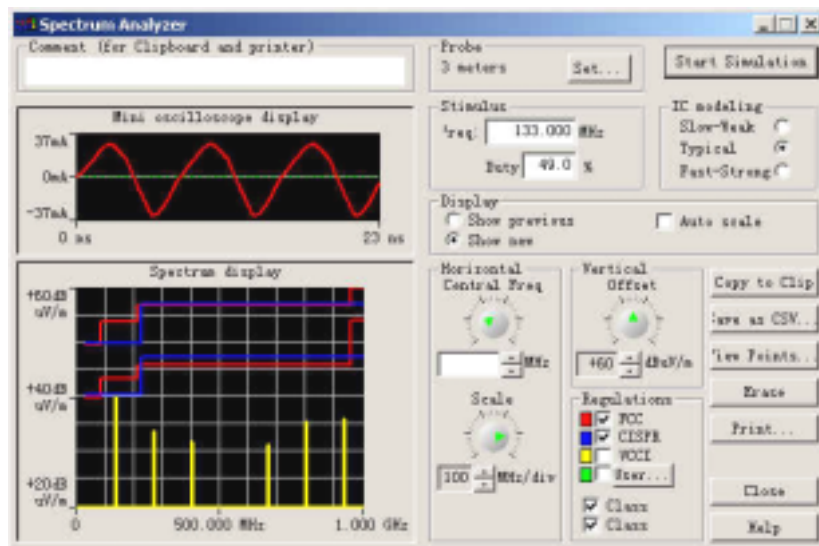 Spectrum Analyzer
Comment (for Clipboard and printer)
Probe
3 meters
Set...
Start Simulation
Mini oscilloscope display
37mA
0mA
-37mA
0 ns
23 ns
Stimulus
req:
133.000
MHz
Duty
49.0
%
IC modeling
Slow-Weak
Typical
Fast-Strong
Display
Show previous
Show new
Auto scale
Spectrum display
+60dB
uV/m
+40dB
uV/m
+20dB
uV/m
0
500.000 MHz
1.000 GHz
Horizontal
Central Freq
MHz
Scale
100
MHz/div
Vertical
Offset
+60
dBuV/m
Regulations
FCC
CISPR
VCCI
User...
Class
Class
Copy to Clip
ave as CSV...
iew Points...
Erase
Print...
Close
Help